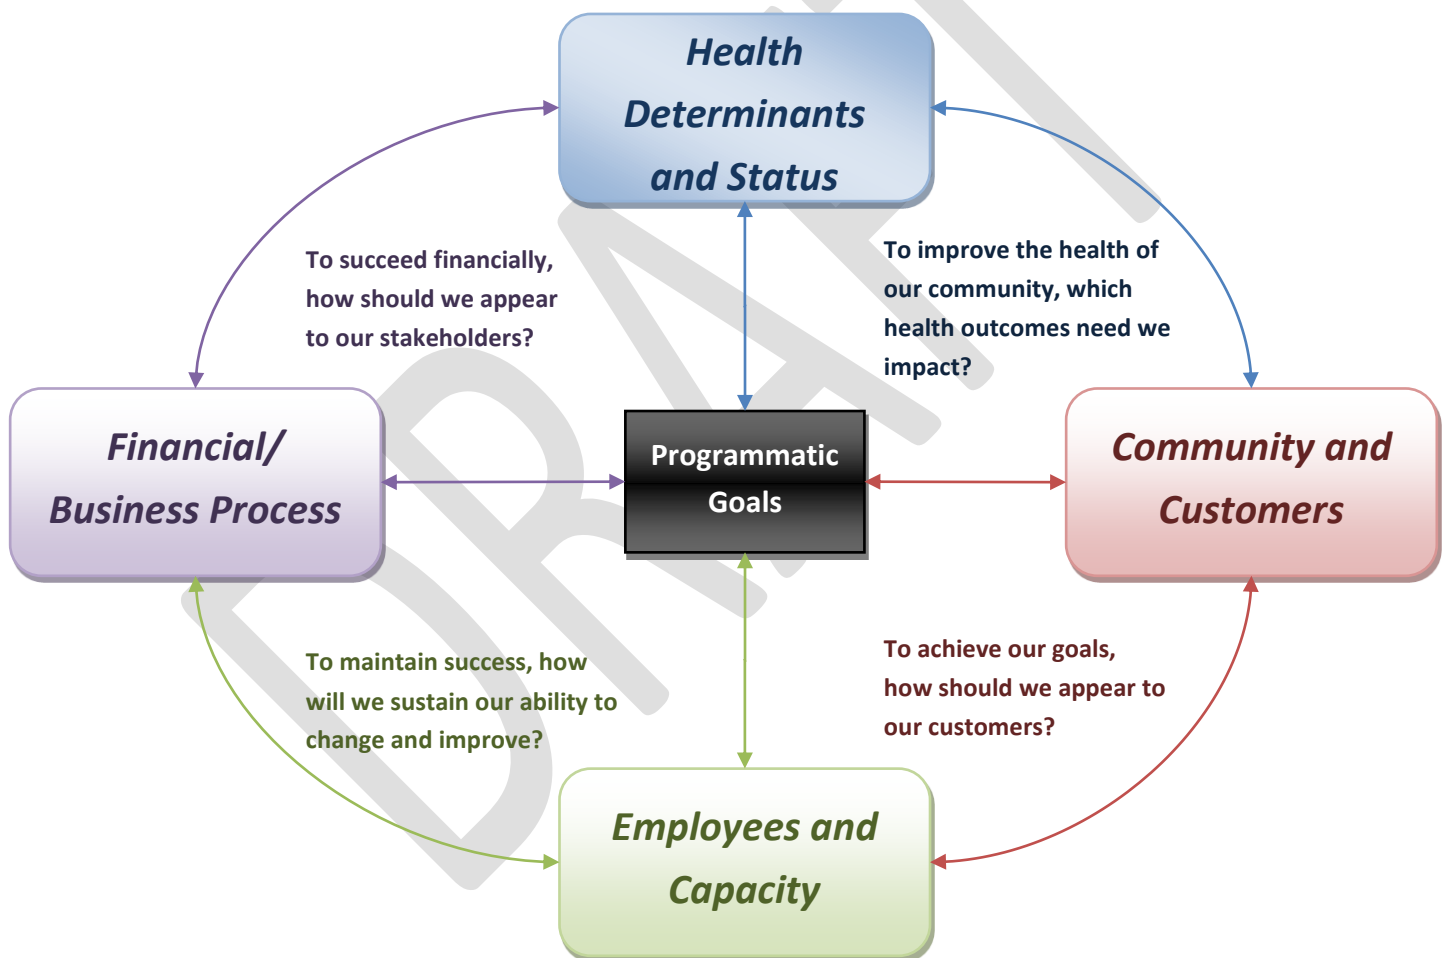 Health
Determinants
and Status
To succeed financially,
how should we appear
to our stakeholders?
To improve the health of
our community, which
health outcomes need we
impact?
Financial/
Business Process
Programmatic
Goals
Community and
Customers
To maintain success, how
will we sustain our ability to
change and improve?
To achieve our goals,
how should we appear to
our customers?
Employees and
Capacity
DRAFT